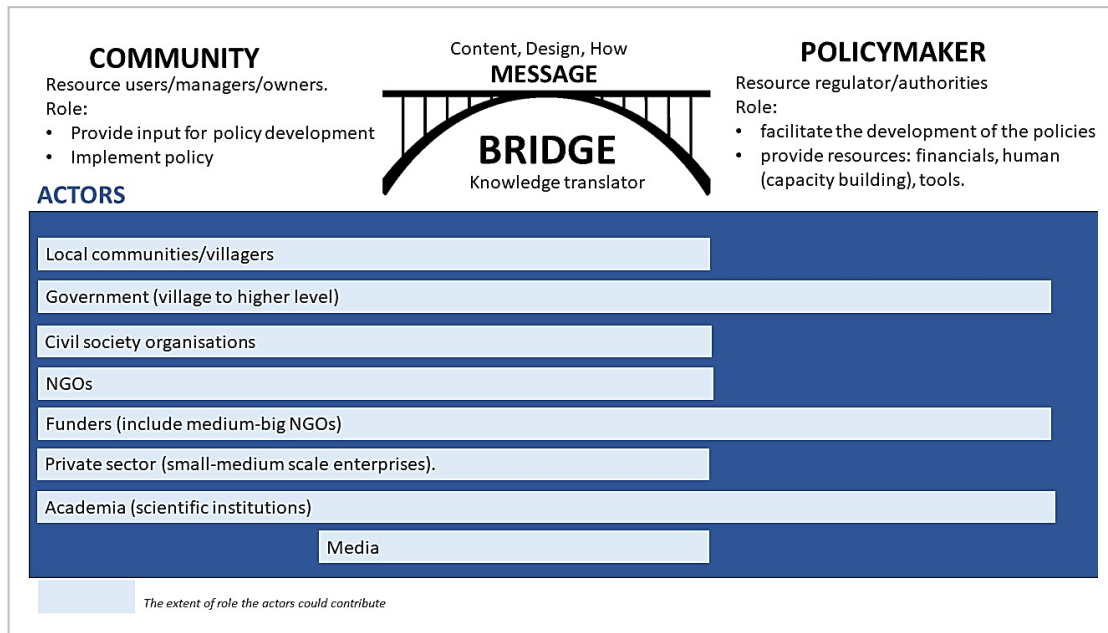 COMMUNITY
Resource users/managers/owners.
Role:
• Provide input for policy development
• Implement policy
Content, Design, How
MESSAGE
BRIDGE
Knowledge translator
POLICYMAKER
Resource regulator/authorities
Role:
• facilitate the development of the policies
• provide resources: financials, human
(capacity building), tools.
ACTORS
Local communities/villagers
Government (village to higher level)
Civil society organisations
NGOs
Funders (include medium-big NGOs)
Private sector (small-medium scale enterprises).
Academia (scientific institutions)
Media
The extent of role the actors could contribute